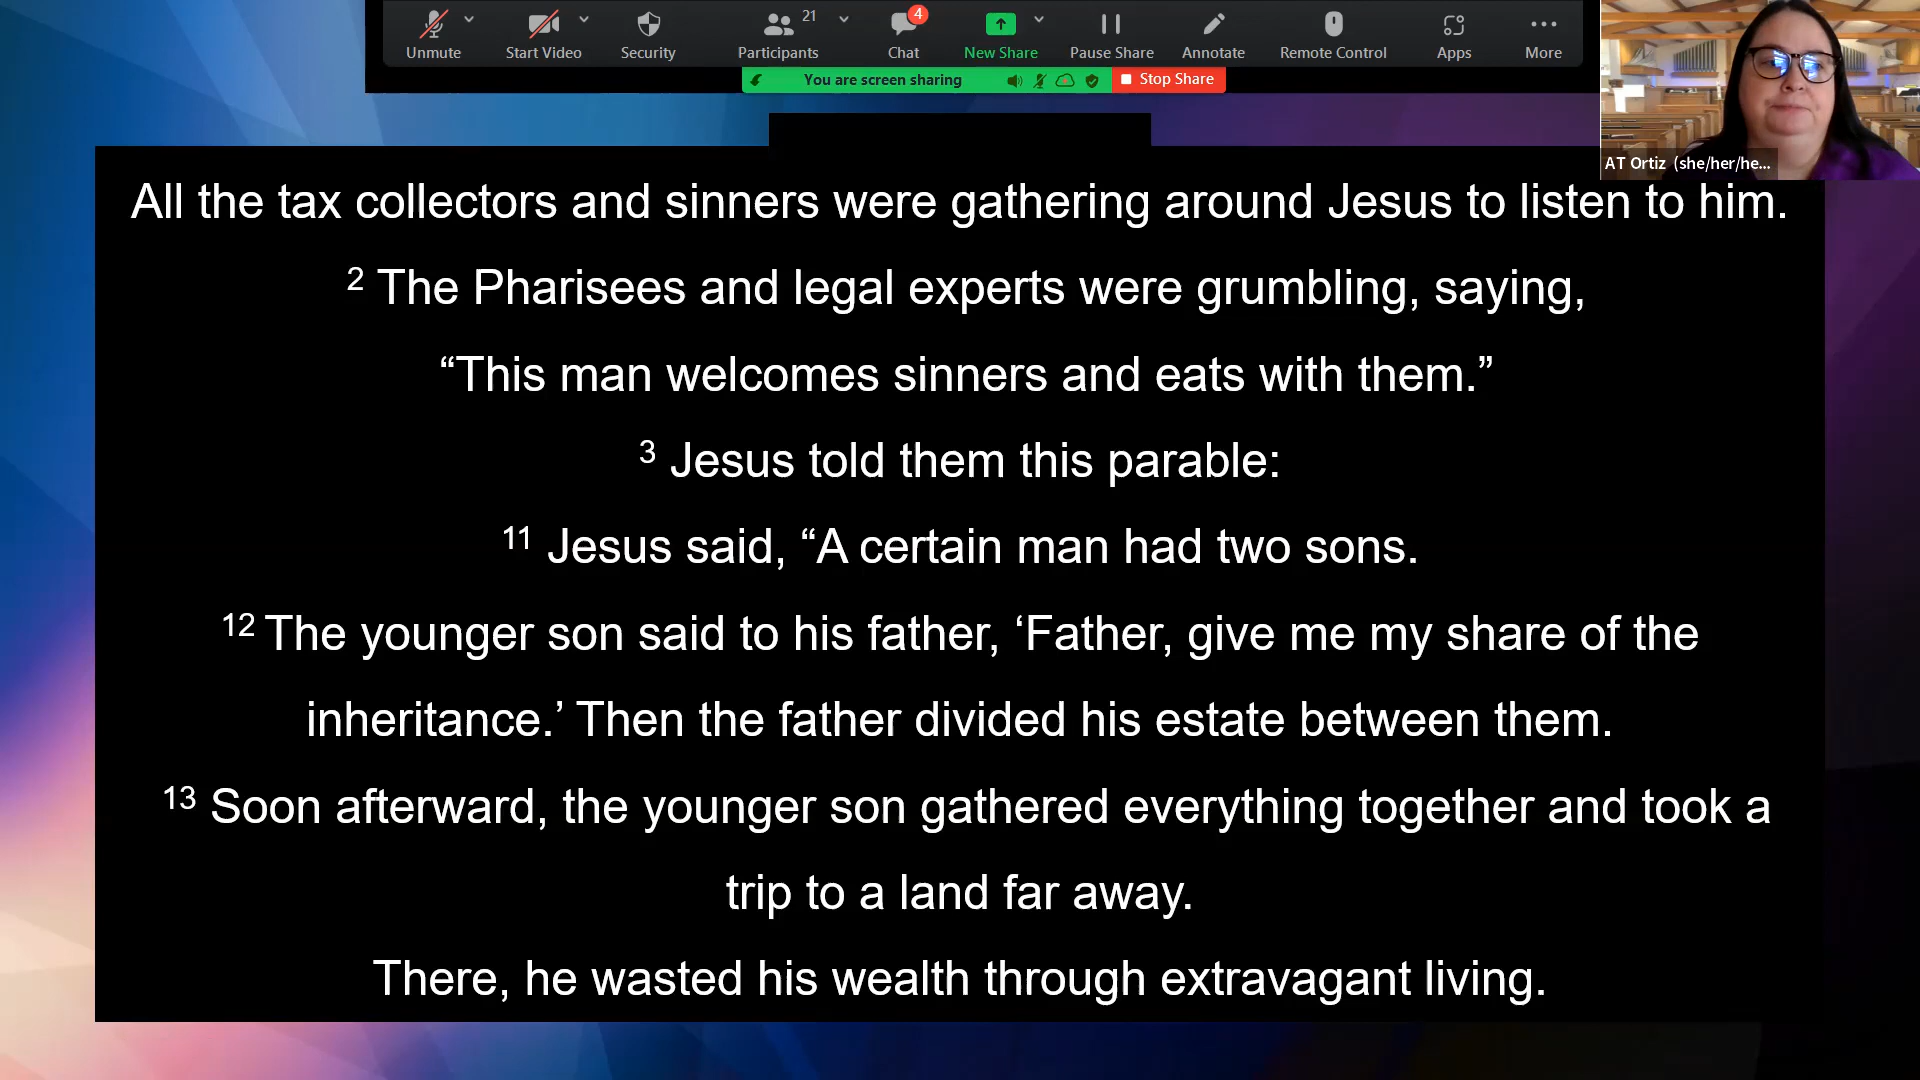 21
4
Unmute
Start Video
Security
Participants
Chat
New Share
Pause Share
Annotate
Remote Control
Apps
More
You are screen sharing
Stop Share
AT Ortiz (she/her/he...
All the tax collectors and sinners were gathering around Jesus to listen to him.
2 The Pharisees and legal experts were grumbling, saying,
“This man welcomes sinners and eats with them.”
3 Jesus told them this parable:
11 Jesus said, “A certain man had two sons.
12 The younger son said to his father, ‘Father, give me my share of the
inheritance.’ Then the father divided his estate between them.
13 Soon afterward, the younger son gathered everything together and took a
trip to a land far away.
There, he wasted his wealth through extravagant living.